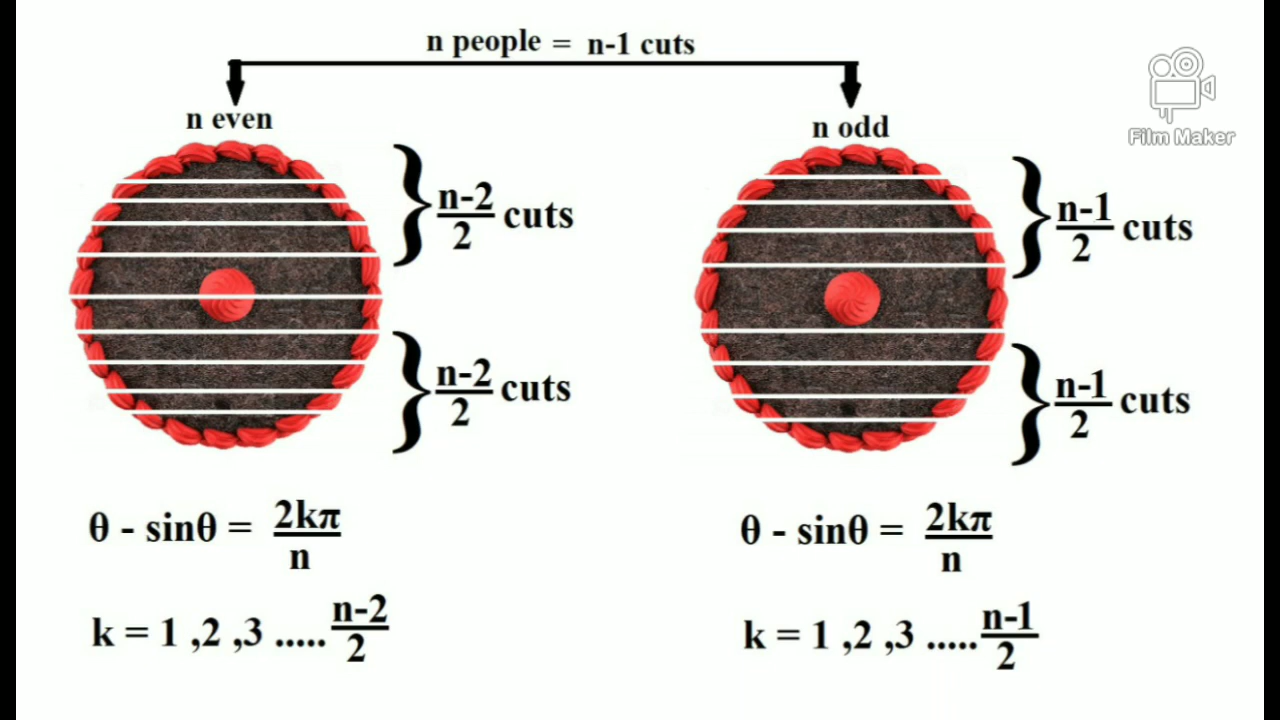 n people = n-1 cuts
n even
n odd
Film Maker
n-2/2 cuts
n-1/2 cuts
n-2/2 cuts
n-1/2 cuts
θ - sinθ = 2kπ/n
θ - sinθ = 2kπ/n
k = 1 ,2 ,3 ..... n-2/2
k = 1 ,2 ,3 ..... n-1/2